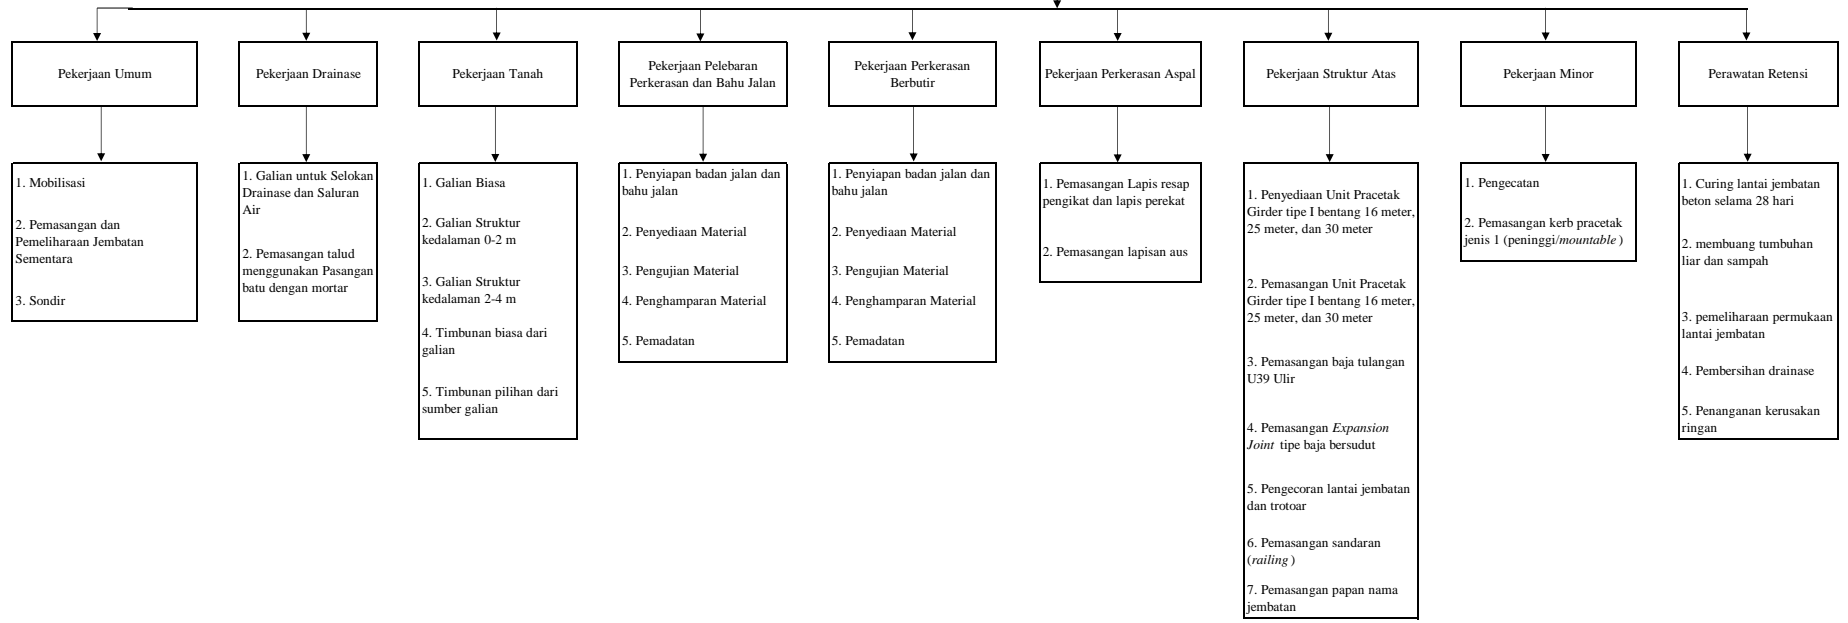 Pekerjaan Umum
Pekerjaan Drainase
Pekerjaan Tanah
Pekerjaan Pelebaran
Perkerasan dan Bahu Jalan
Pekerjaan Perkerasan
Berbutir
Pekerjaan Perkerasan Aspal
Pekerjaan Struktur Atas
Pekerjaan Minor
Perawatan Retensi
1. Mobilisasi
2. Pemasangan dan
Pemeliharaan Jembatan
Sementara
3. Sondir
1. Galian untuk Selokan
Drainase dan Saluran
Air
2. Pemasangan talud
menggunakan Pasangan
batu dengan mortar
1. Galian Biasa
2. Galian Struktur
kedalaman 0-2 m
3. Galian Struktur
kedalaman 2-4 m
4. Timbunan biasa dari
galian
5. Timbunan pilihan dari
sumber galian
1. Penyiapan badan jalan dan
bahu jalan
2. Penyediaan Material
3. Pengujian Material
4. Penghamparan Material
5. Pemadatan
1. Penyiapan badan jalan dan
bahu jalan
2. Penyediaan Material
3. Pengujian Material
4. Penghamparan Material
5. Pemadatan
1. Pemasangan Lapis resap
pengikat dan lapis perekat
2. Pemasangan lapisan aus
1. Penyediaan Unit Pracetak
Girder tipe I bentang 16 meter,
25 meter, dan 30 meter
2. Pemasangan Unit Pracetak
Girder tipe I bentang 16 meter,
25 meter, dan 30 meter
3. Pemasangan baja tulangan
U39 Ulir
4. Pemasangan Expansion
Joint tipe baja bersudut
5. Pengecoran lantai jembatan
dan trotoar
6. Pemasangan sandaran
(railing)
7. Pemasangan papan nama
jembatan
1. Pengecatan
2. Pemasangan kerb pracetak
jenis 1 (peninggi/mountable)
1. Curing lantai jembatan
beton selama 28 hari
2. membuang tumbuhan
liar dan sampah
3. pemeliharaan permukaan
lantai jembatan
4. Pembersihan drainase
5. Penanganan kerusakan
ringan